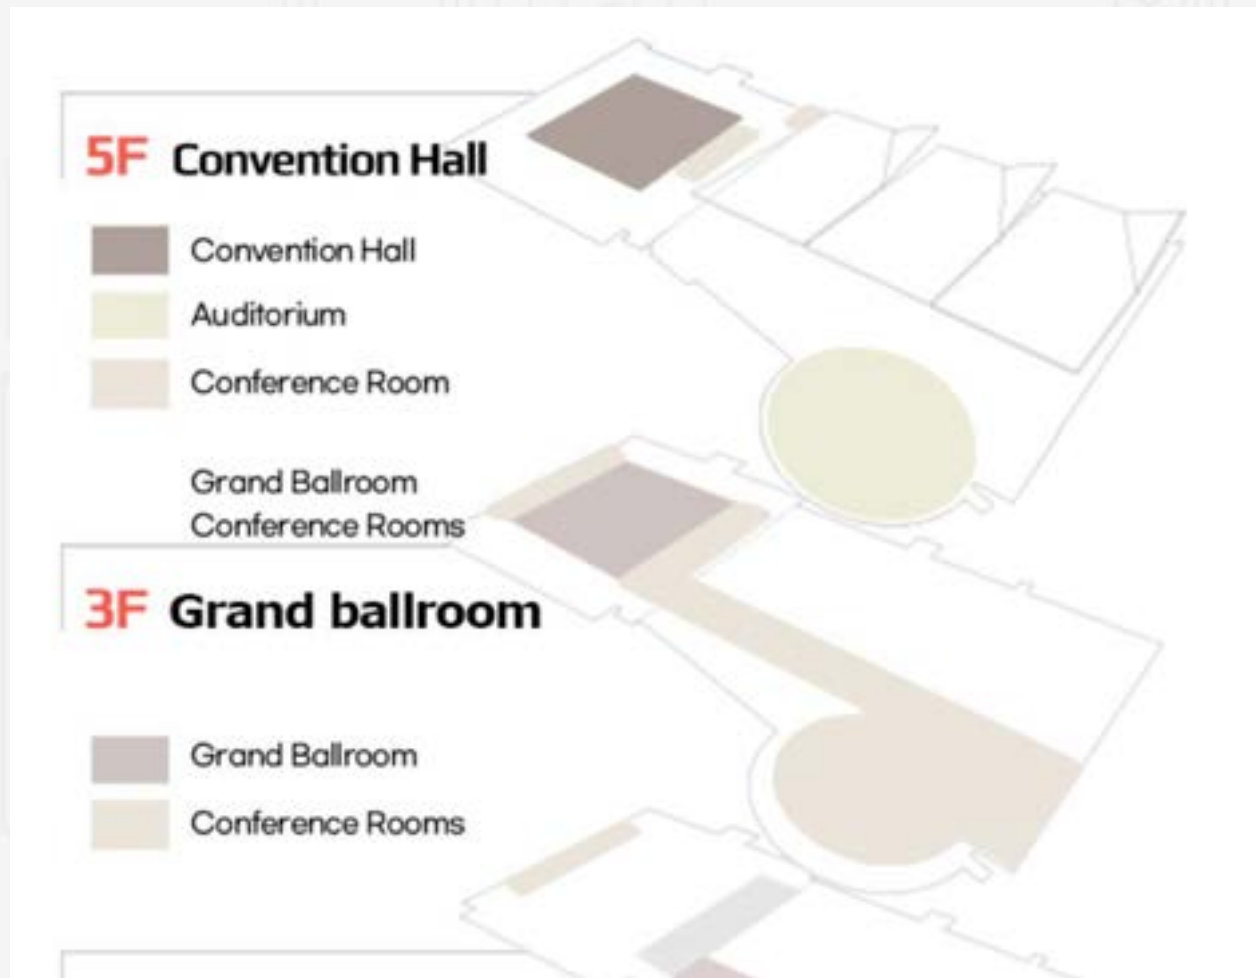 5F Convention Hall
Convention Hall
Auditorium
Conference Room
Grand Ballroom
Conference Rooms
3F Grand ballroom
Grand Ballroom
Conference Rooms